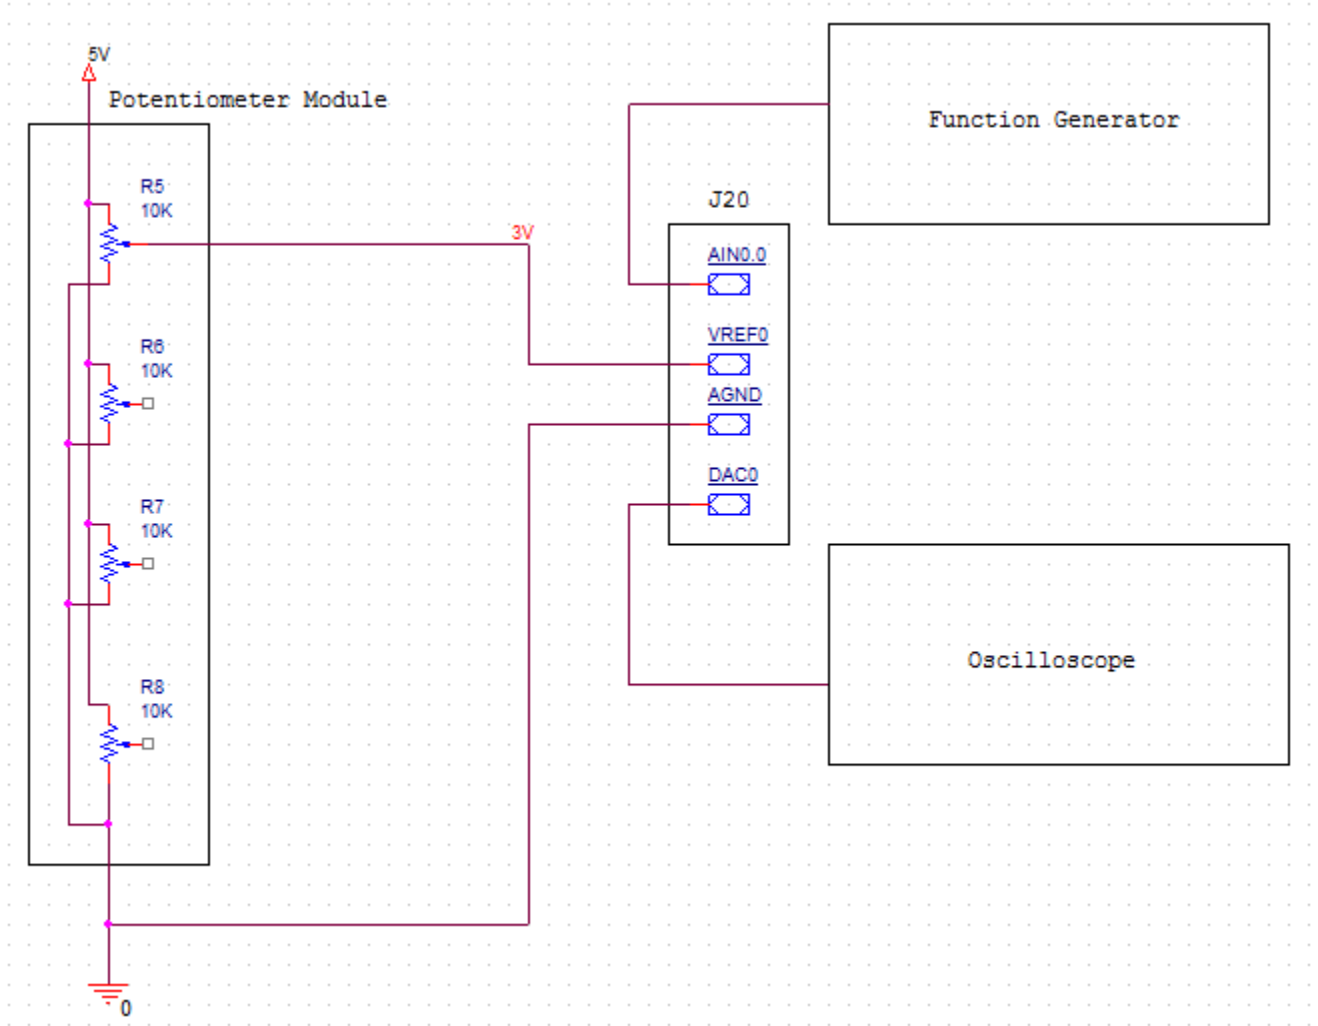 5V
Potentiometer Module
R5
10K
3V
R6
10K
R7
10K
R8
10K
0
J20
AIN0.0
VREF0
AGND
DAC0
Function Generator
Oscilloscope